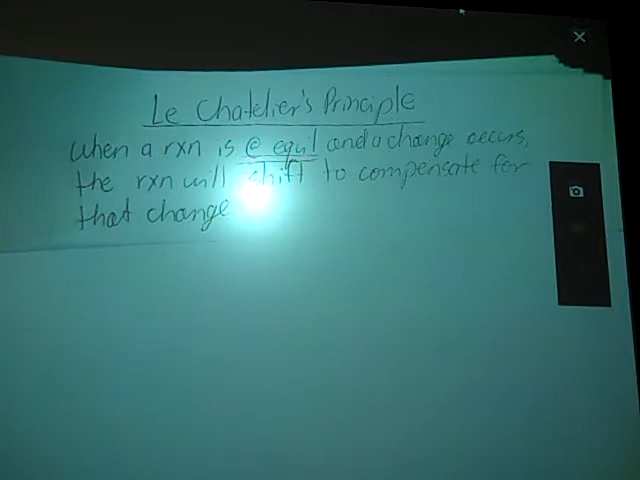 Le Chatelier's Principle
When a rxn is @ equil and a change occurs,
the rxn will shift to compensate for
that change